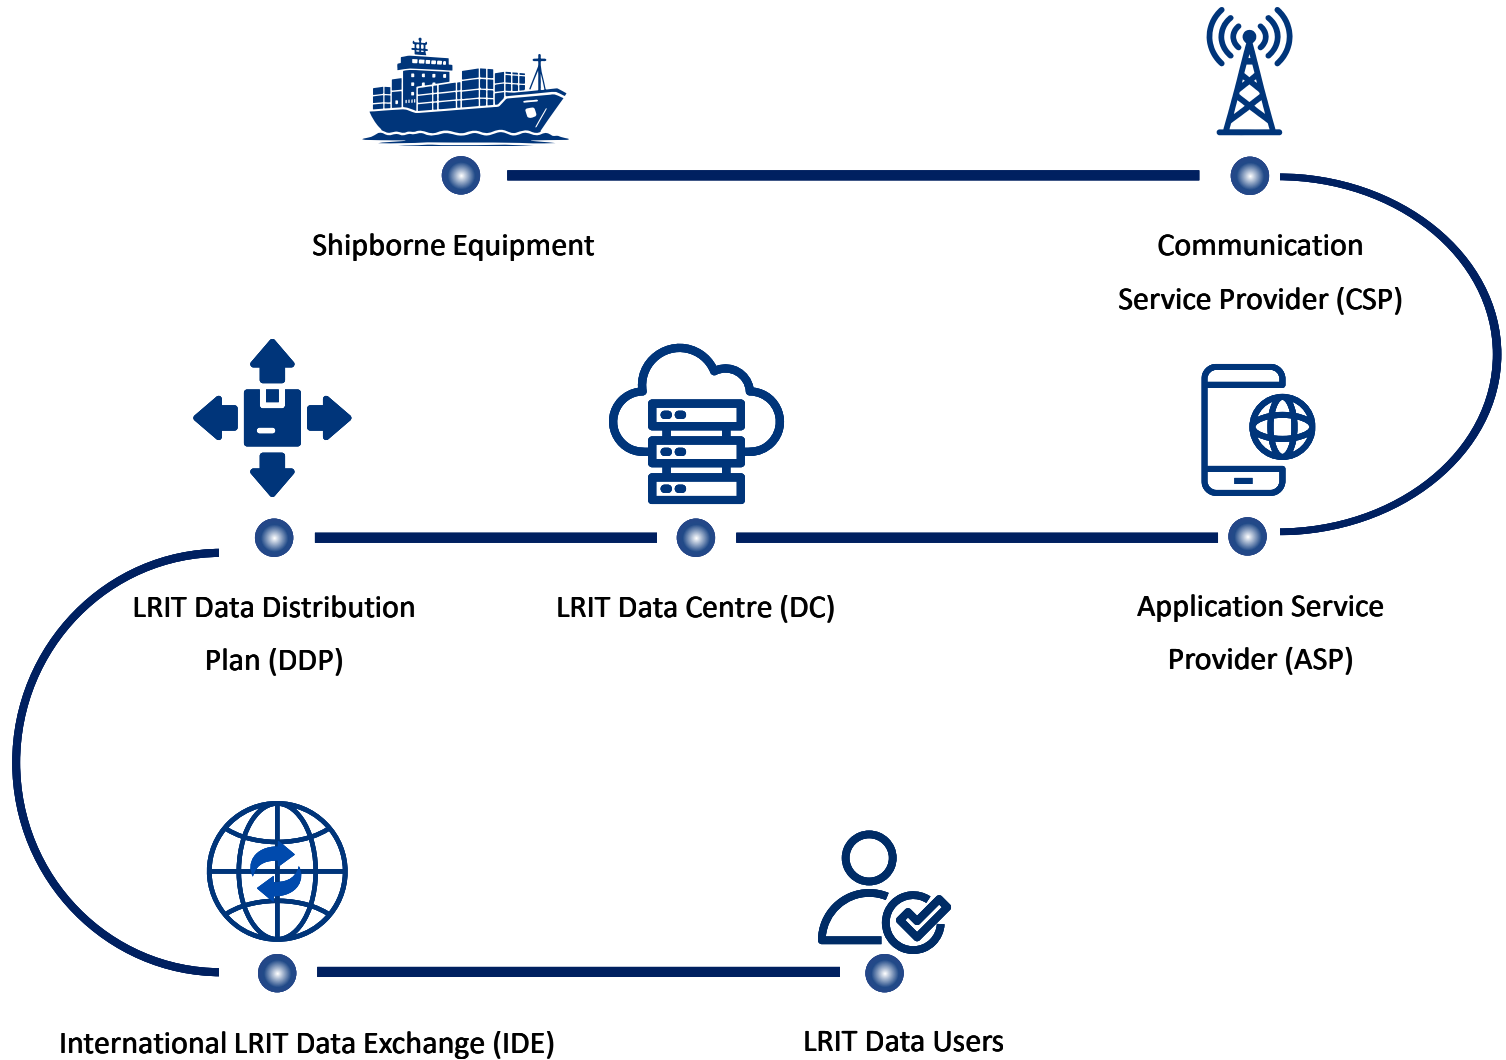 Shipborne Equipment
Communication
Service Provider (CSP)
LRIT Data Distribution
Plan (DDP)
LRIT Data Centre (DC)
Application Service
Provider (ASP)
International LRIT Data Exchange (IDE)
LRIT Data Users